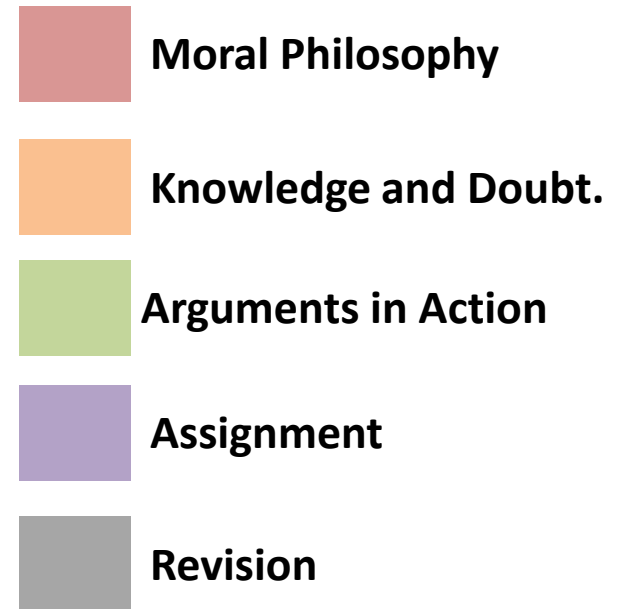 Moral Philosophy
Knowledge and Doubt.
Arguments in Action
Assignment
Revision